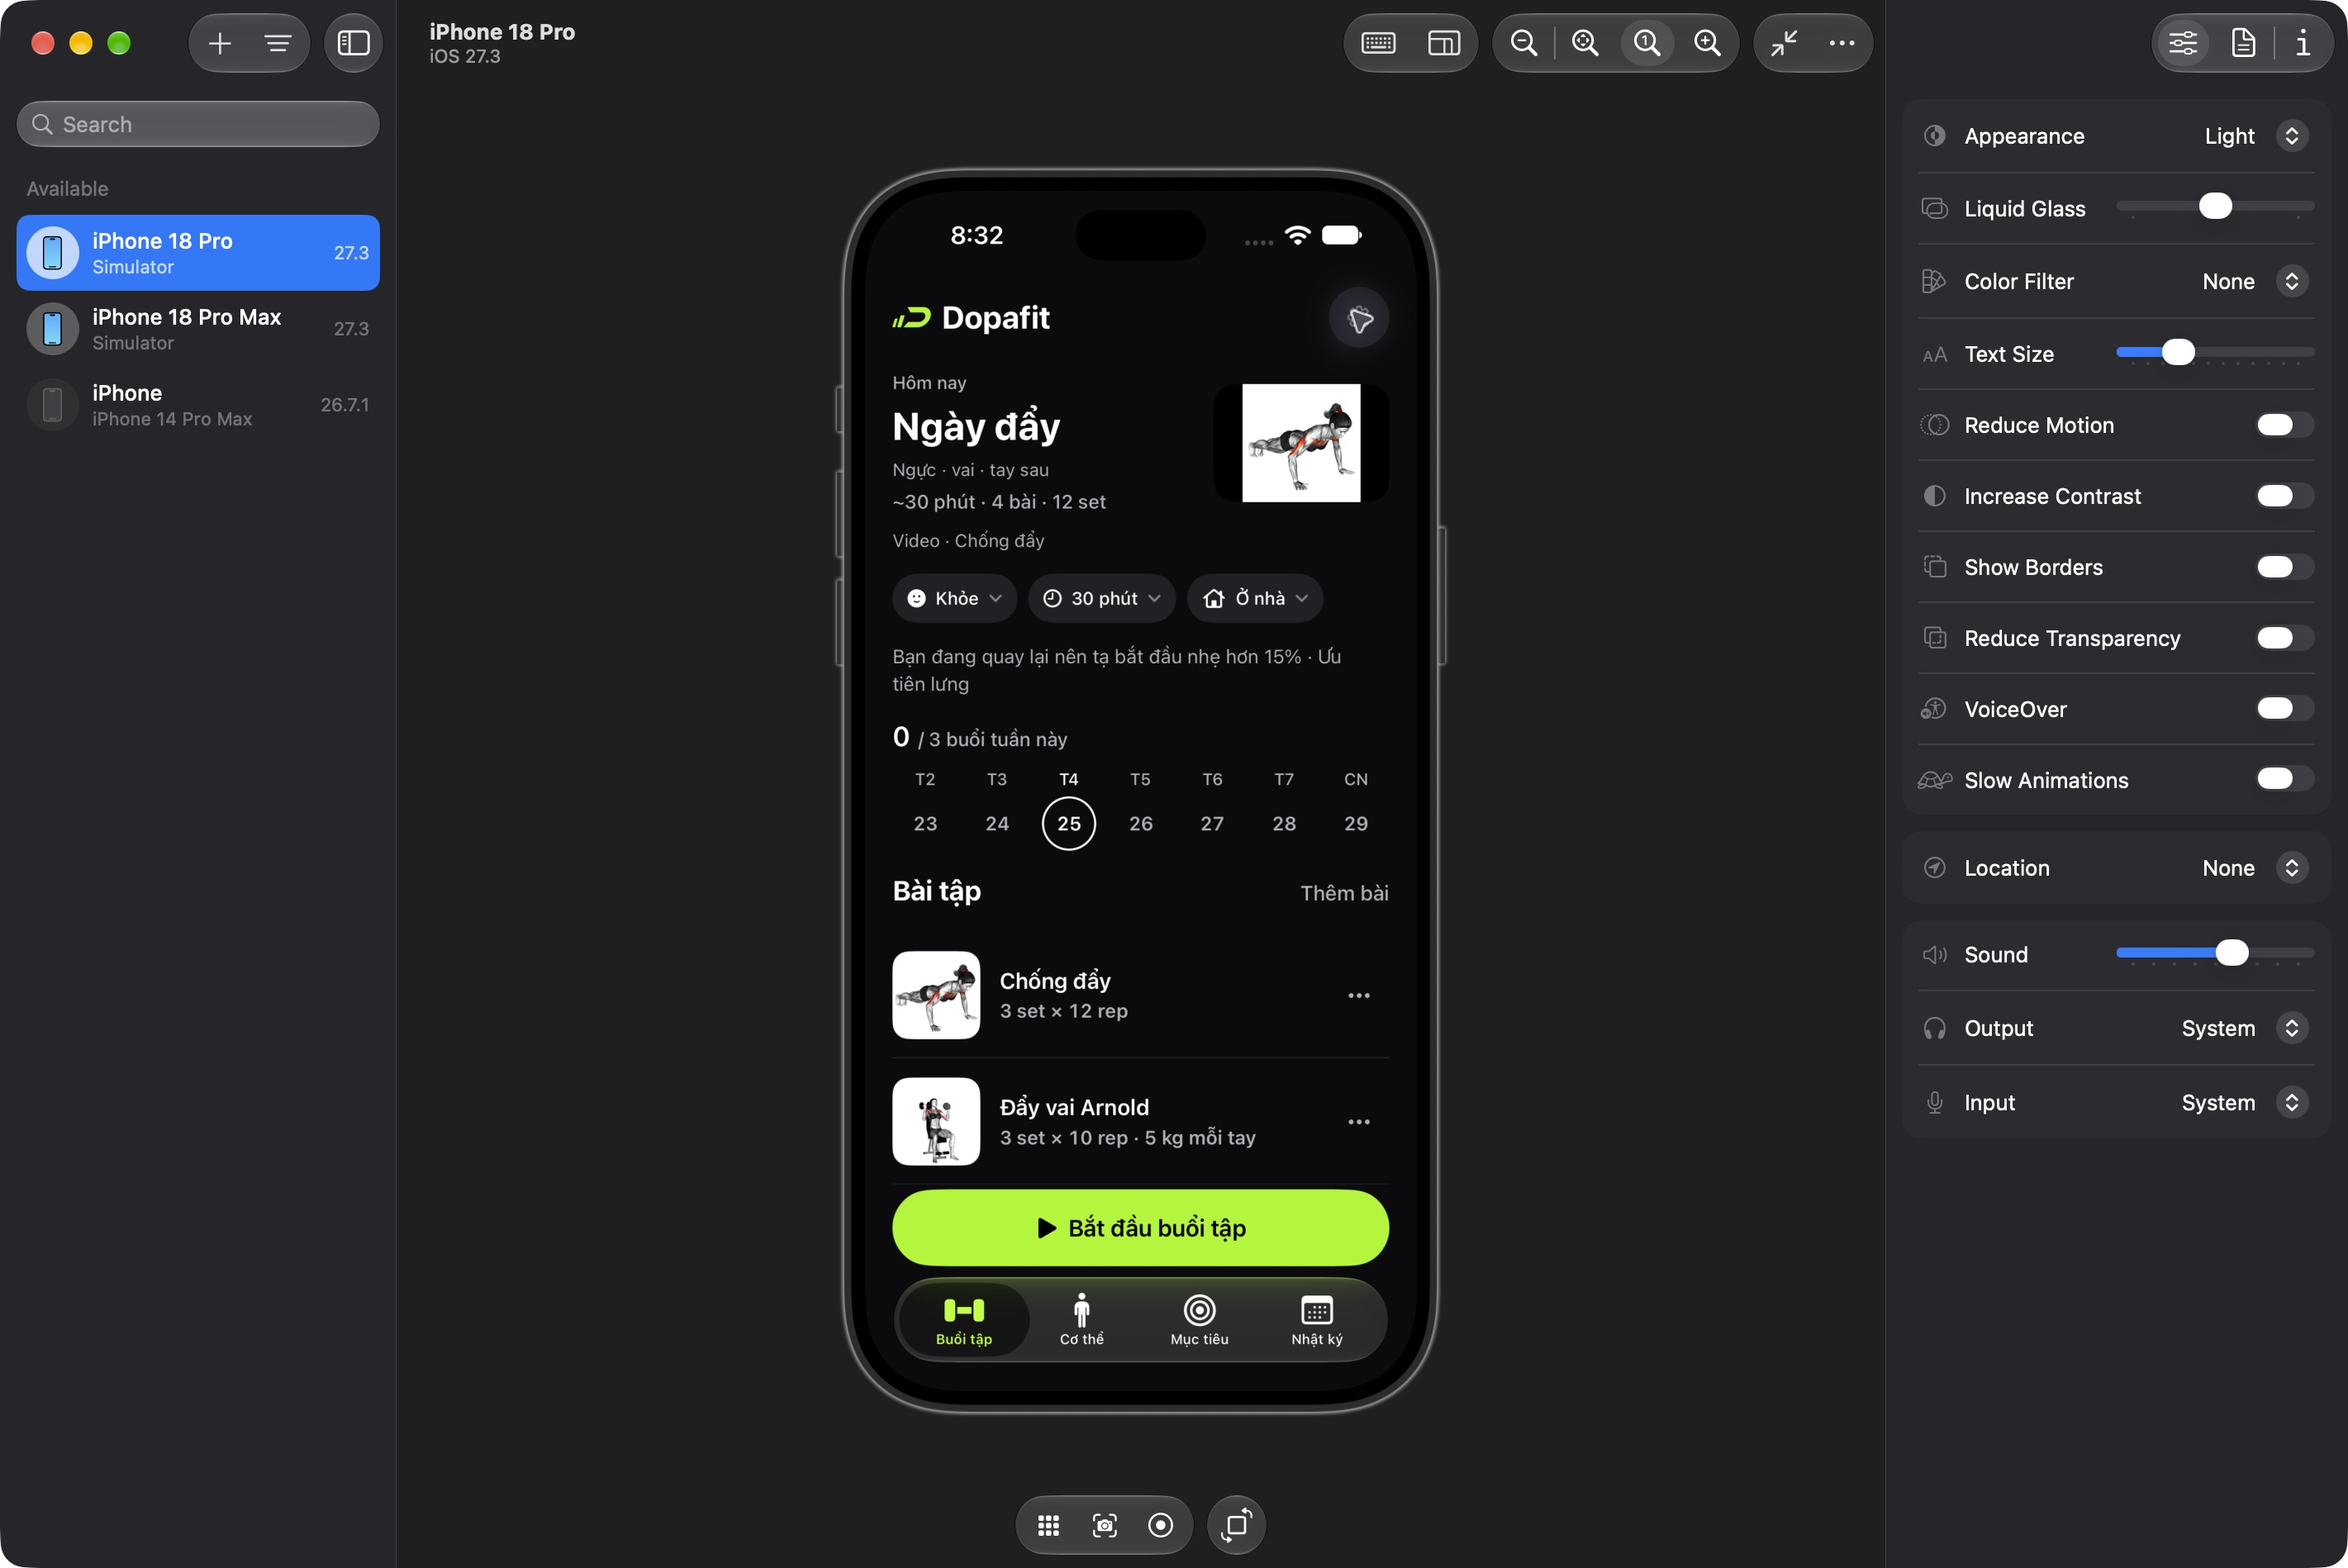 iPhone 18 Pro
iOS 27.3
Search
Available
iPhone 18 Pro
Simulator
27.3
iPhone 18 Pro Max
Simulator
27.3
iPhone
iPhone 14 Pro Max
26.7.1
8:32
Dopafit
Hôm nay
Ngày đẩy
Ngực · vai · tay sau
~30 phút · 4 bài · 12 set
Video · Chống đẩy
Khỏe
30 phút
Ở nhà
Bạn đang quay lại nên tạ bắt đầu nhẹ hơn 15% · Ưu
tiên lưng
0 / 3 buổi tuần này
T2 T3 T4 T5 T6 T7 CN
23 24 25 26 27 28 29
Bài tập
Thêm bài
Chống đẩy
3 set × 12 rep
Đẩy vai Arnold
3 set × 10 rep · 5 kg mỗi tay
Bắt đầu buổi tập
Buổi tập
Cơ thể
Mục tiêu
Nhật ký
Appearance
Light
Liquid Glass
Color Filter
None
AA Text Size
Reduce Motion
Increase Contrast
Show Borders
Reduce Transparency
VoiceOver
Slow Animations
Location
None
Sound
Output
System
Input
System